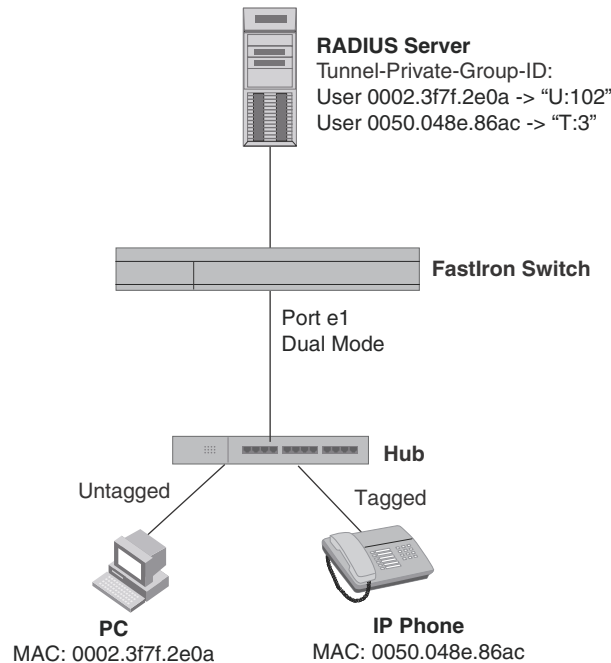 RADIUS Server
Tunnel-Private-Group-ID:
User 0002.3f7f.2e0a -> “U:102”
User 0050.048e.86ac -> “T:3”
FastIron Switch
Port e1
Dual Mode
Hub
Untagged
Tagged
PC
MAC: 0002.3f7f.2e0a
IP Phone
MAC: 0050.048e.86ac